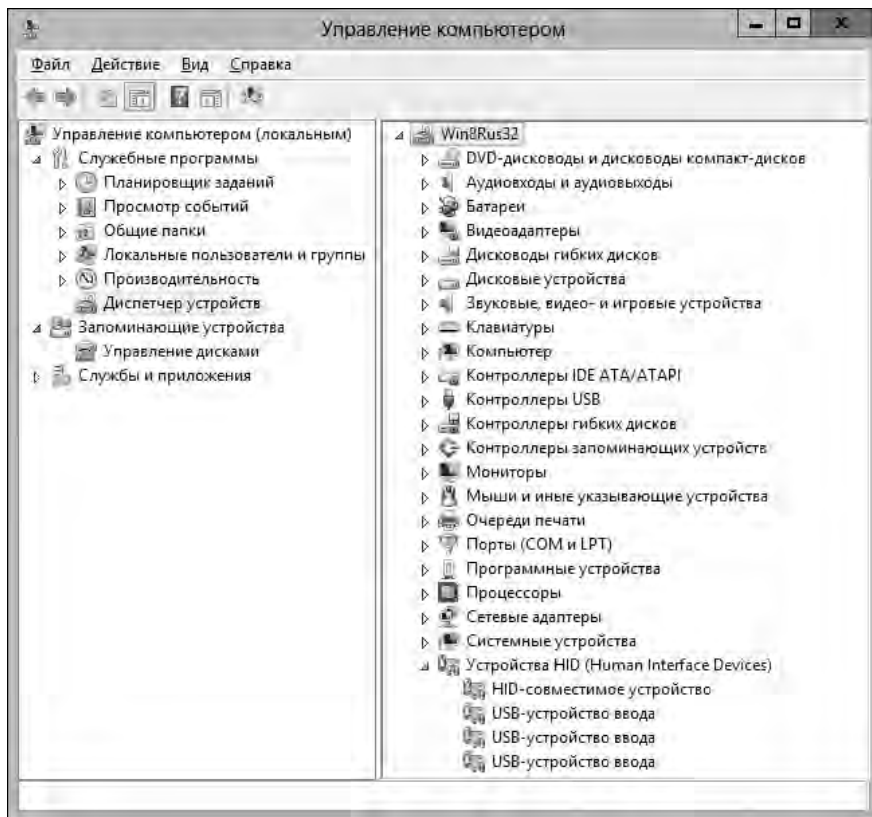 Управление компьютером
Файл Действие Вид Справка
Управление компьютером (локальным)
Служебные программы
Планировщик заданий
Просмотр событий
Общие папки
Локальные пользователи и группы
Производительность
Диспетчер устройств
Запоминающие устройства
Управление дисками
Службы и приложения
Win8Rus32
DVD-дисководы и дисководы компакт-дисков
Аудиовходы и аудиовыходы
Батареи
Видеоадаптеры
Дисководы гибких дисков
Дисковые устройства
Звуковые, видео- и игровые устройства
Клавиатуры
Компьютер
Контроллеры IDE ATA/ATAPI
Контроллеры USB
Контроллеры гибких дисков
Контроллеры запоминающих устройств
Мониторы
Мыши и иные указывающие устройства
Очереди печати
Порты (COM и LPT)
Программные устройства
Процессоры
Сетевые адаптеры
Системные устройства
Устройства HID (Human Interface Devices)
HID-совместимое устройство
USB-устройство ввода
USB-устройство ввода
USB-устройство ввода